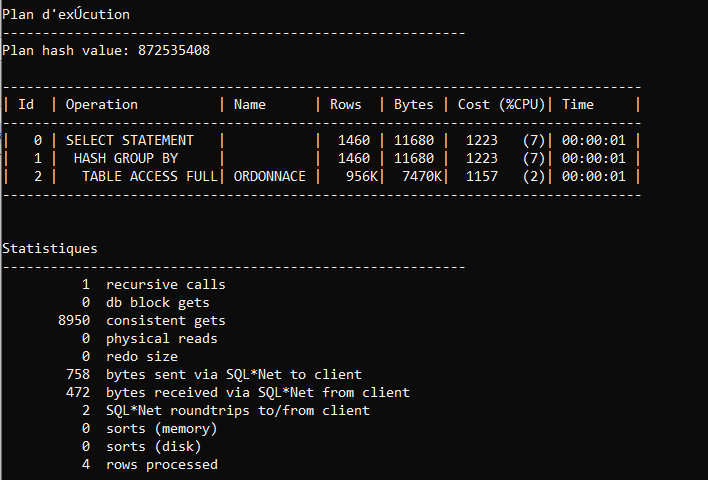 Plan d'exÚcution
----------------------------------------------------------
Plan hash value: 872535408
--------------------------------------------------------------------------------
| Id  | Operation          | Name      | Rows  | Bytes | Cost (%CPU)| Time     |
--------------------------------------------------------------------------------
|   0 | SELECT STATEMENT   |           |  1460 | 11680 |  1223   (7)| 00:00:01 |
|   1 |  HASH GROUP BY     |           |  1460 | 11680 |  1223   (7)| 00:00:01 |
|   2 |   TABLE ACCESS FULL| ORDONNACE |   956K|  7470K|  1157   (2)| 00:00:01 |
--------------------------------------------------------------------------------
Statistiques
----------------------------------------------------------
1  recursive calls
0  db block gets
8950  consistent gets
0  physical reads
0  redo size
758  bytes sent via SQL*Net to client
472  bytes received via SQL*Net from client
2  SQL*Net roundtrips to/from client
0  sorts (memory)
0  sorts (disk)
4  rows processed